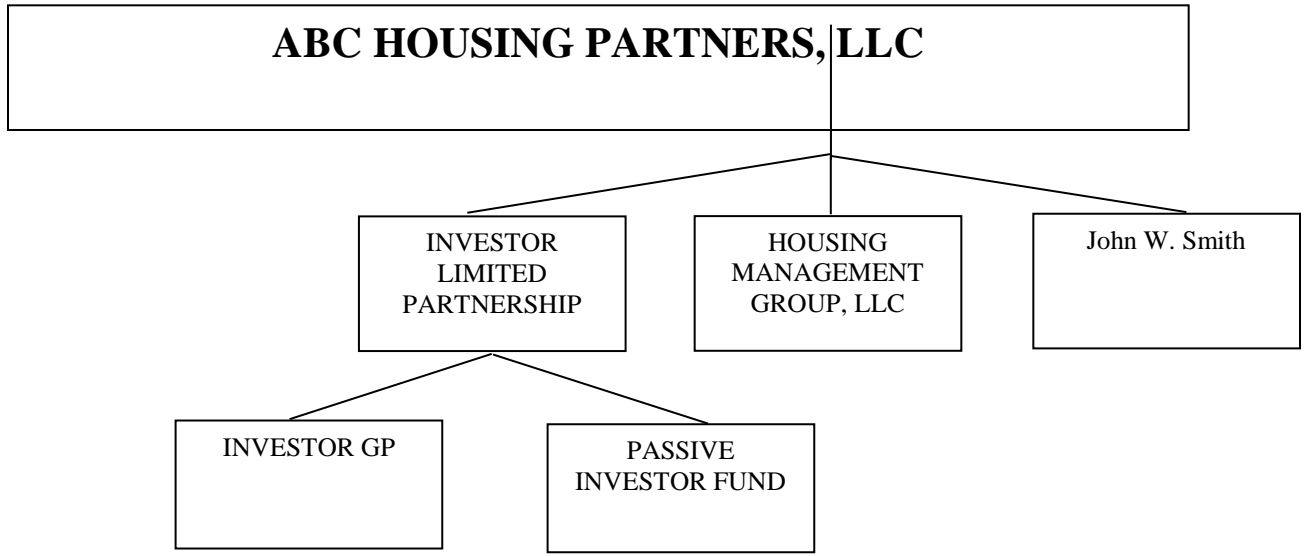 ABC HOUSING PARTNERS, LLC
INVESTOR
LIMITED
PARTNERSHIP
HOUSING
MANAGEMENT
GROUP, LLC
John W. Smith
INVESTOR GP
PASSIVE
INVESTOR FUND